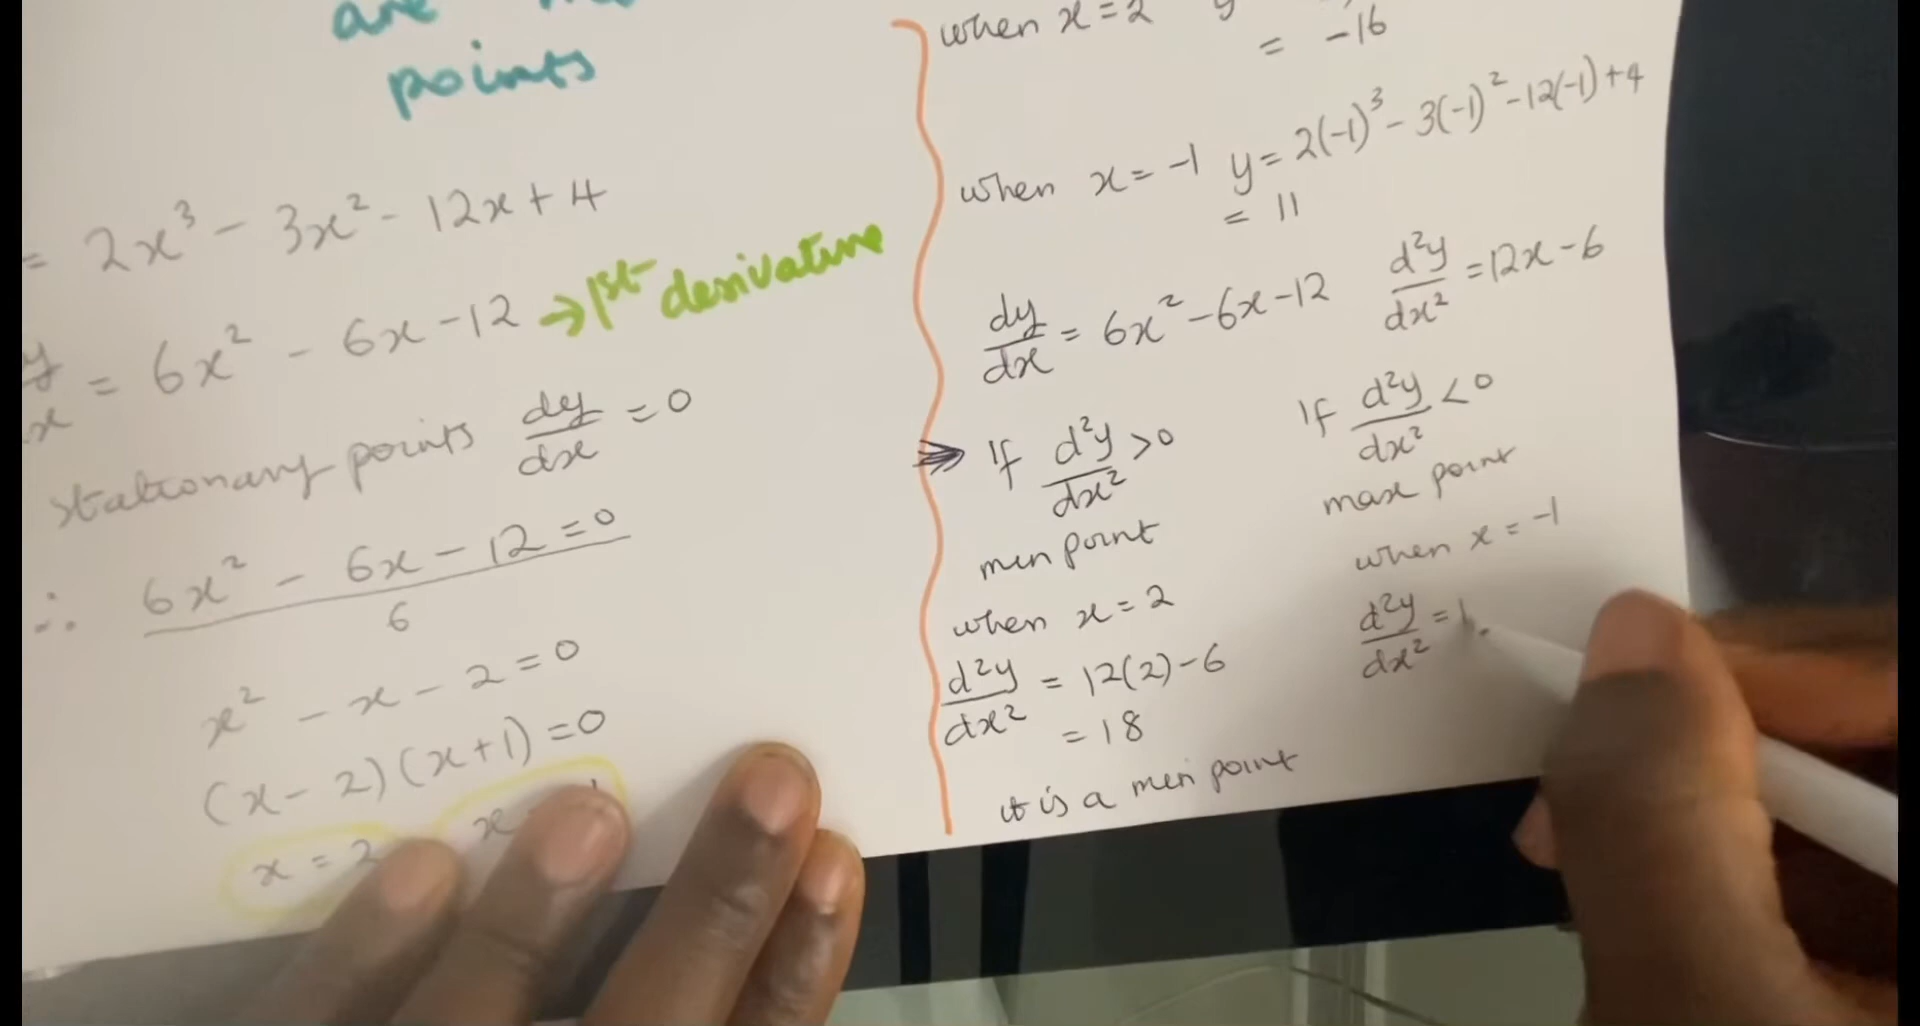 are
points
= 2x³ - 3x² - 12x + 4
= 6x² - 6x - 12 → 1st derivative
stationary points dy/dx = 0
∴ 6x² - 6x - 12 = 0
6
x² - x - 2 = 0
(x - 2)(x + 1) = 0
x = 2 x
when x = 2 y
= -16
when x = -1 y = 2(-1)³ - 3(-1)² - 12(-1) + 4
= 11
dy/dx = 6x² - 6x - 12 d²y/dx² = 12x - 6
⇒ If d²y/dx² > 0 If d²y/dx² < 0
min point max point
when x = 2 when x = -1
d²y/dx² = 12(2) - 6 d²y/dx² = 1
= 18
it is a min point